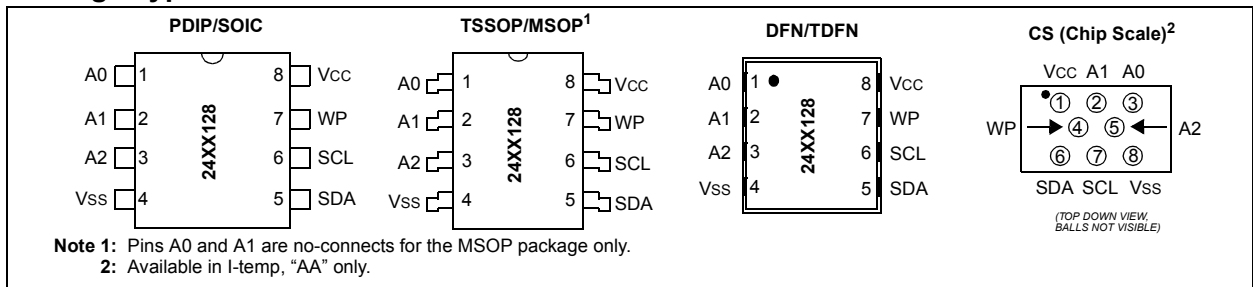 PDIP/SOIC
A0 1 8 VCC
A1 2 7 WP
A2 3 6 SCL
VSS 4 5 SDA
24XX128
TSSOP/MSOP1
A0 1 8 VCC
A1 2 7 WP
A2 3 6 SCL
VSS 4 5 SDA
24XX128
DFN/TDFN
A0 1 8 VCC
A1 2 7 WP
A2 3 6 SCL
VSS 4 5 SDA
24XX128
CS (Chip Scale)2
VCC A1 A0
1 2 3
WP 4 5 A2
6 7 8
SDA SCL VSS
(TOP DOWN VIEW,
BALLS NOT VISIBLE)
Note 1: Pins A0 and A1 are no-connects for the MSOP package only.
2: Available in I-temp, “AA” only.